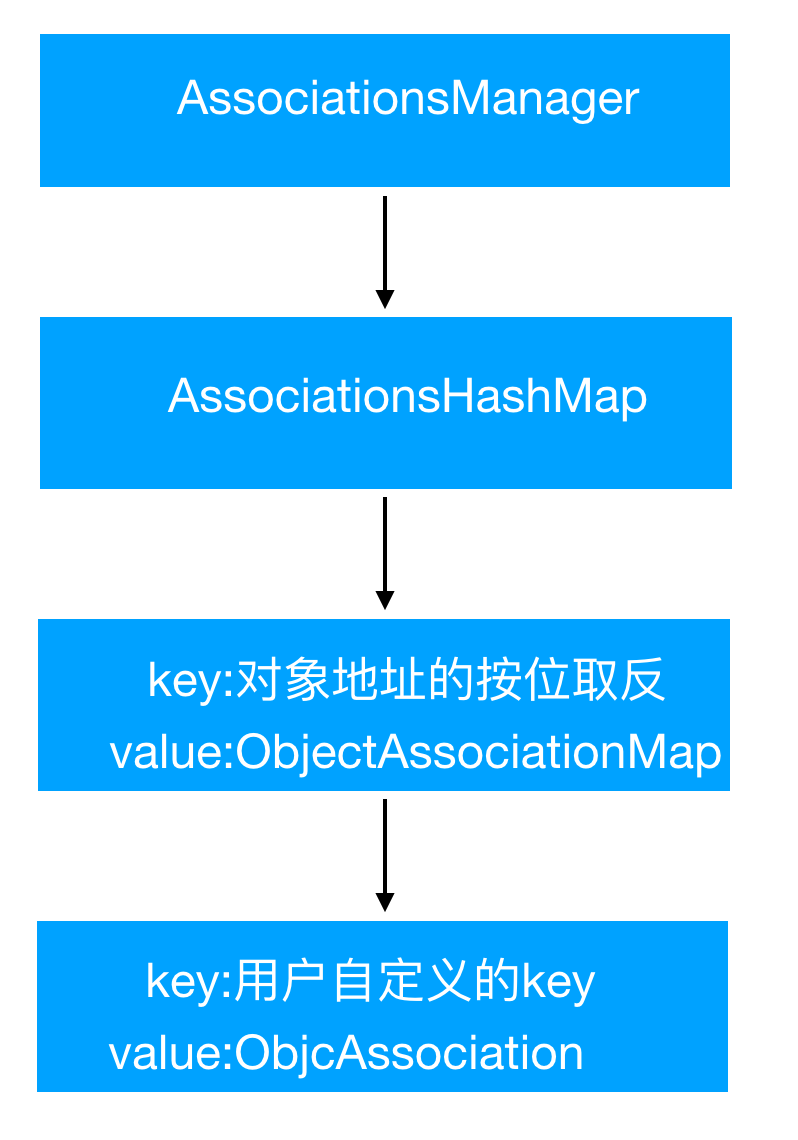 AssociationsManager
AssociationsHashMap
key:对象地址的按位取反
value:ObjectAssociationMap
key:用户自定义的key
value:ObjcAssociation